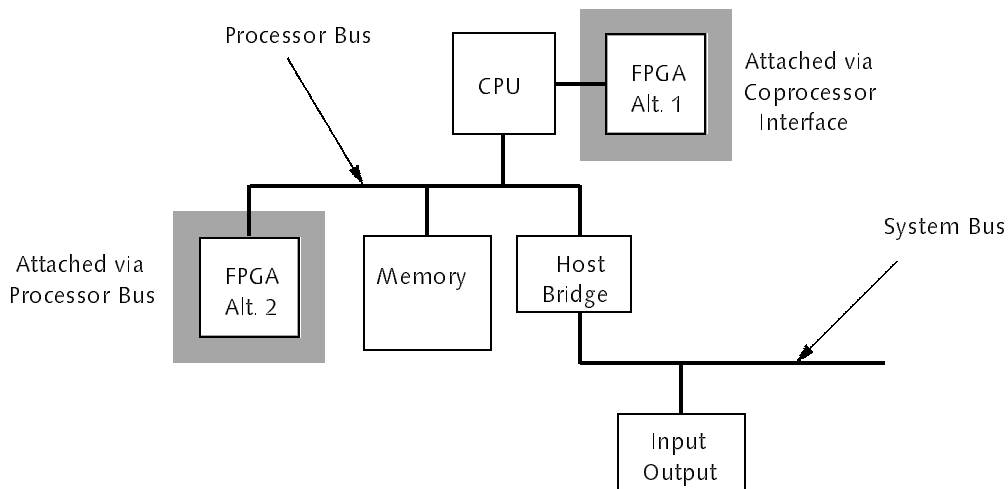 Processor Bus
CPU
FPGA
Alt. 1
Attached via
Coprocessor
Interface
System Bus
Attached via
Processor Bus
FPGA
Alt. 2
Memory
Host
Bridge
Input
Output